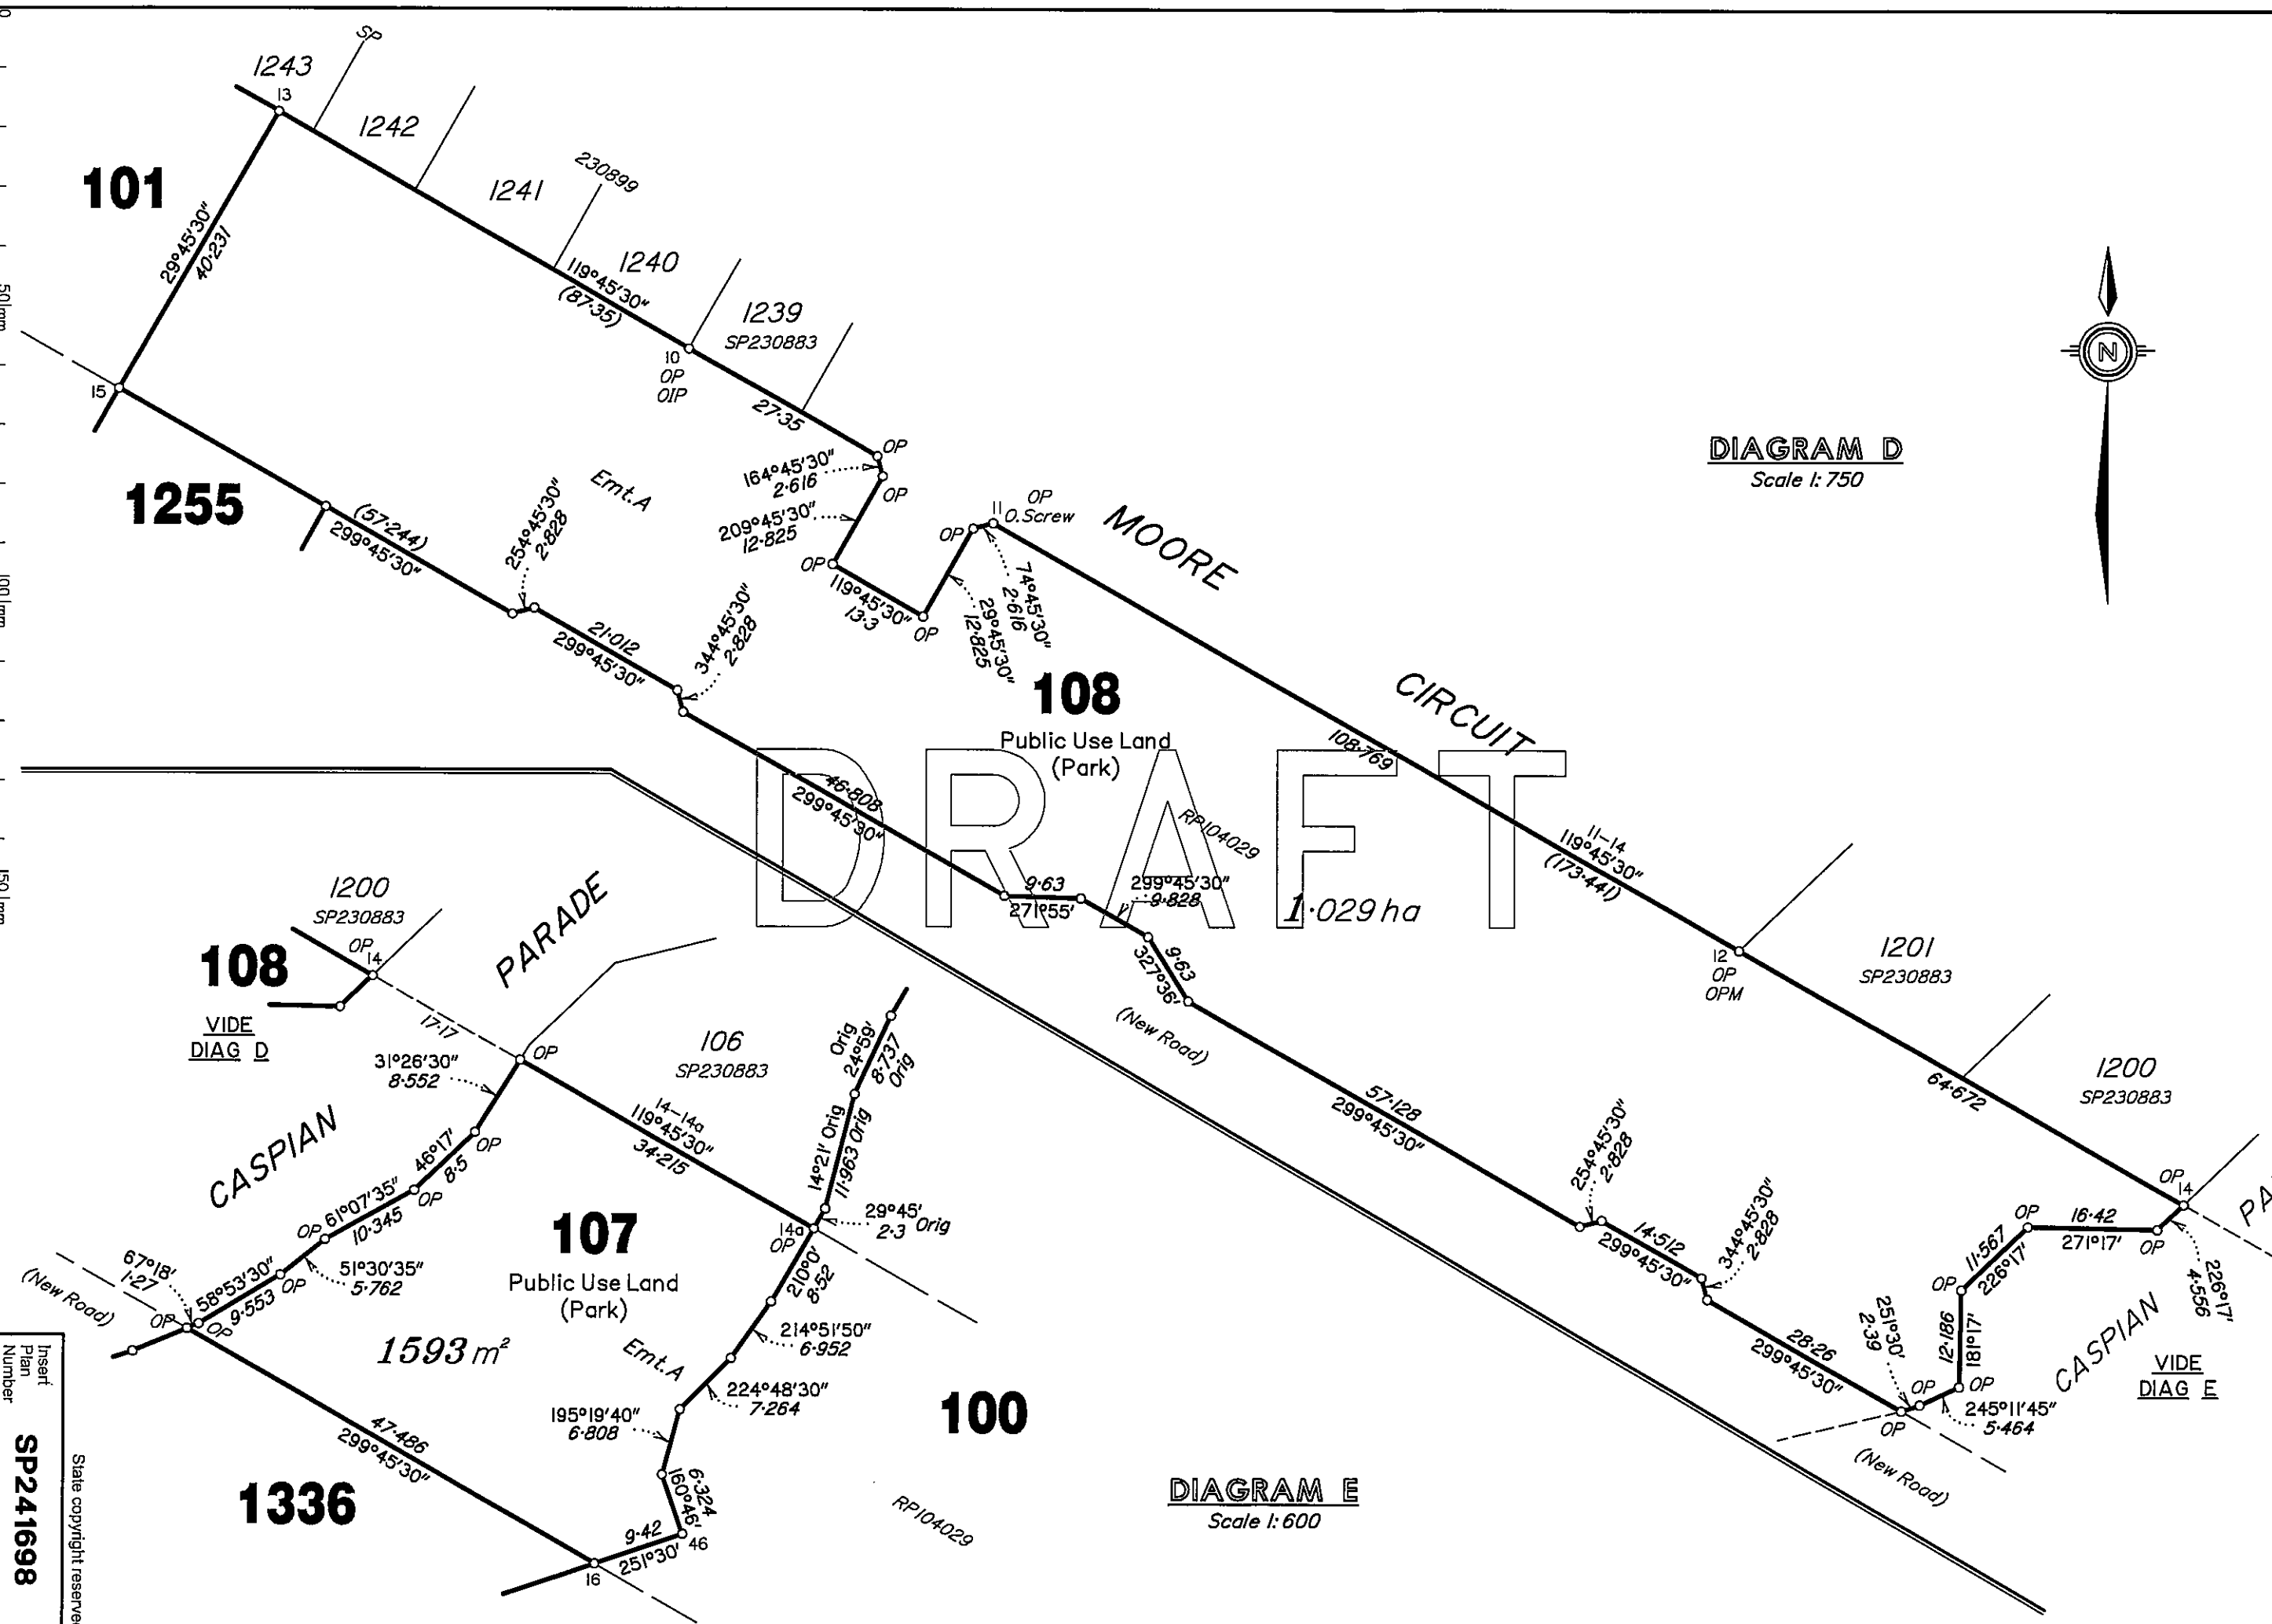 SP
1243
13
1242
101
1241
230899
29°45'30"
40·231
1240
119°45'30"
(87·35)
1239
SP230883
10
OP
OIP
27·35
15
1255
(57·244)
299°45'30"
254°45'30"
2·828
Emt.A
OP
164°45'30"
2·616
OP
209°45'30"
12·825
OP
119°45'30"
13·3
OP
OP
11
OP
O.Screw
74°45'30"
2·616
29°45'30"
12·825
MOORE
CIRCUIT
N
DIAGRAM D
Scale 1:750
21·012
299°45'30"
344°45'30"
2·828
108
Public Use Land
(Park)
108·769
DRAFT
46·808
299°45'30"
RP104029
1·029 ha
9·63
271°55'
299°45'30"
9·828
9·63
327°36'
(New Road)
11-14
119°45'30"
(173·441)
12
OP
OPM
1201
SP230883
64·672
1200
SP230883
57·128
299°45'30"
254°45'30"
2·828
14·512
299°45'30"
344°45'30"
2·828
28·26
299°45'30"
OP
14
16·42
271°17'
OP
OP
226°17'
4·556
11·567
226°17'
OP
12·186
181°17'
OP
251°30'
2·39
OP
OP
245°11'45"
5·464
CASPIAN
VIDE
DIAG E
(New Road)
1200
SP230883
OP
14
108
VIDE
DIAG D
PARADE
17·17
OP
31°26'30"
8·552
106
SP230883
Orig
24°59'
8·737
Orig
14°21' Orig
11·963 Orig
29°45'
2·3 Orig
14-14a
119°45'30"
34·215
14a
OP
CASPIAN
46°17'
8·5
OP
OP
61°07'35"
10·345
OP
51°30'35"
5·762
OP
58°53'30"
9·553
67°18'
1·27
OP
OP
(New Road)
107
Public Use Land
(Park)
1593 m²
Emt.A
210°0'
8·52
214°51'50"
6·952
224°48'30"
7·264
195°19'40"
6·808
6·324
160°46'
46
9·42
251°30'
16
47·486
299°45'30"
1336
100
RP104029
DIAGRAM E
Scale 1:600
0
50 mm
100 mm
150 mm
Insert
Plan
Number
SP241698
State copyright reserved